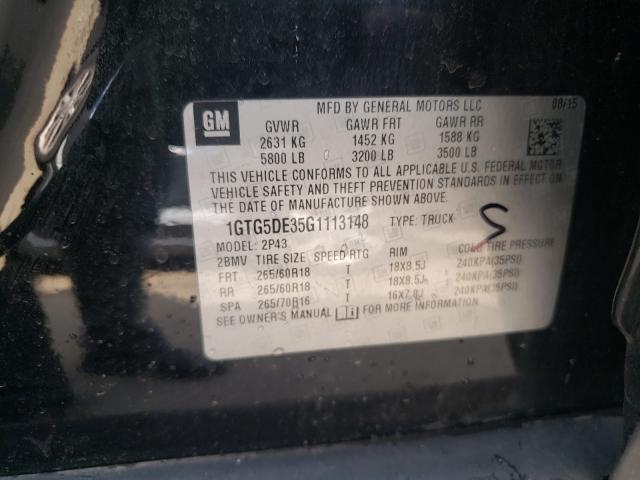 GM
MFD BY GENERAL MOTORS LLC 08/15
GVWR GAWR FRT GAWR RR
2631 KG 1452 KG 1588 KG
5800 LB 3200 LB 3500 LB
THIS VEHICLE CONFORMS TO ALL APPLICABLE U.S. FEDERAL MOTOR
VEHICLE SAFETY AND THEFT PREVENTION STANDARDS IN EFFECT ON
THE DATE OF MANUFACTURE SHOWN ABOVE.
1GTG5DE35G1113148 TYPE: TRUCK
MODEL: 2P43
2BMV TIRE SIZE SPEED RTG RIM COLD TIRE PRESSURE
FRT 265/60R18 T 18X8.5J 240KPA(35PSI)
RR 265/60R18 T 18X8.5J 240KPA(35PSI)
SPA 265/70R16 T 16X7.0J 240KPA(35PSI)
SEE OWNER'S MANUAL FOR MORE INFORMATION.
S